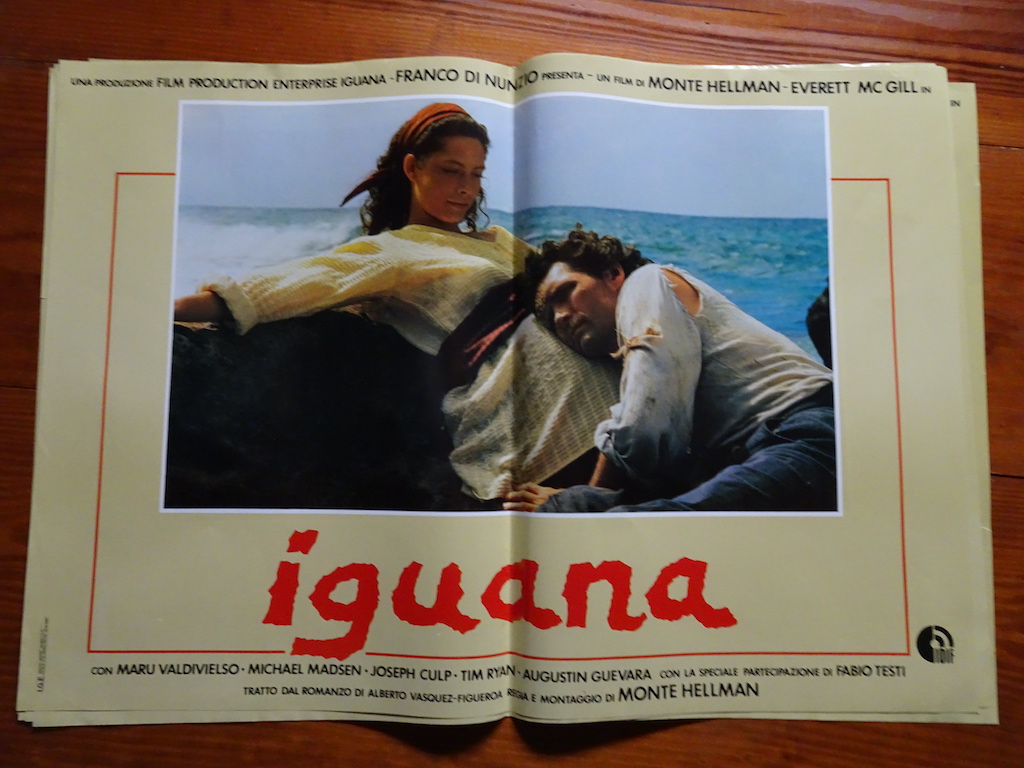 UNA PRODUZIONE FILM PRODUCTION ENTERPRISE IGUANA - FRANCO DI NUNZIO PRESENTA - UN FILM DI MONTE HELLMAN - EVERETT MC GILL IN
IN
iguana
CON MARU VALDIVIELSO • MICHAEL MADSEN • JOSEPH CULP • TIM RYAN • AUGUSTIN GUEVARA CON LA SPECIALE PARTECIPAZIONE DI FABIO TESTI
TRATTO DAL ROMANZO DI ALBERTO VASQUEZ-FIGUEROA REGIA E MONTAGGIO DI MONTE HELLMAN